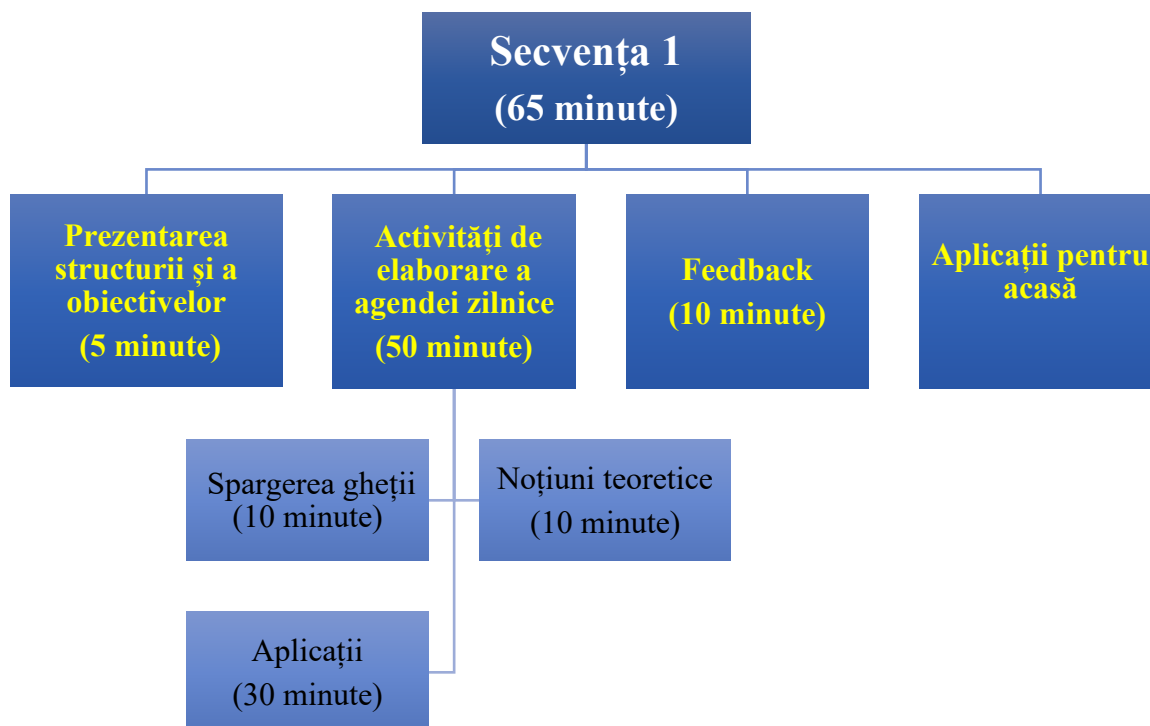 Secvența 1
(65 minute)
Prezentarea
structurii și a
obiectivelor
(5 minute)
Activități de
elaborare a
agendei zilnice
(50 minute)
Feedback
(10 minute)
Aplicații pentru
acasă
Spargerea gheții
(10 minute)
Noțiuni teoretice
(10 minute)
Aplicații
(30 minute)